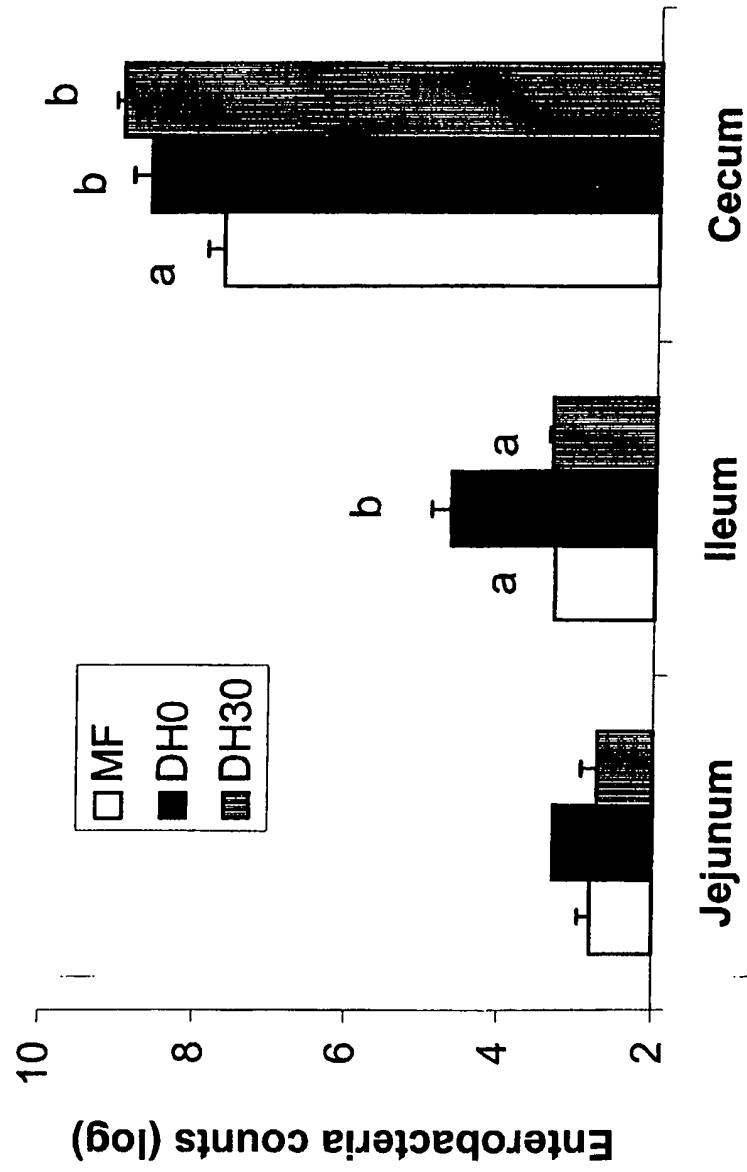 Enterobacteria counts (log)
10
8
6
4
2
MF
DH0
DH30
a
b
a
a
b
b
Jejunum
Ileum
Cecum